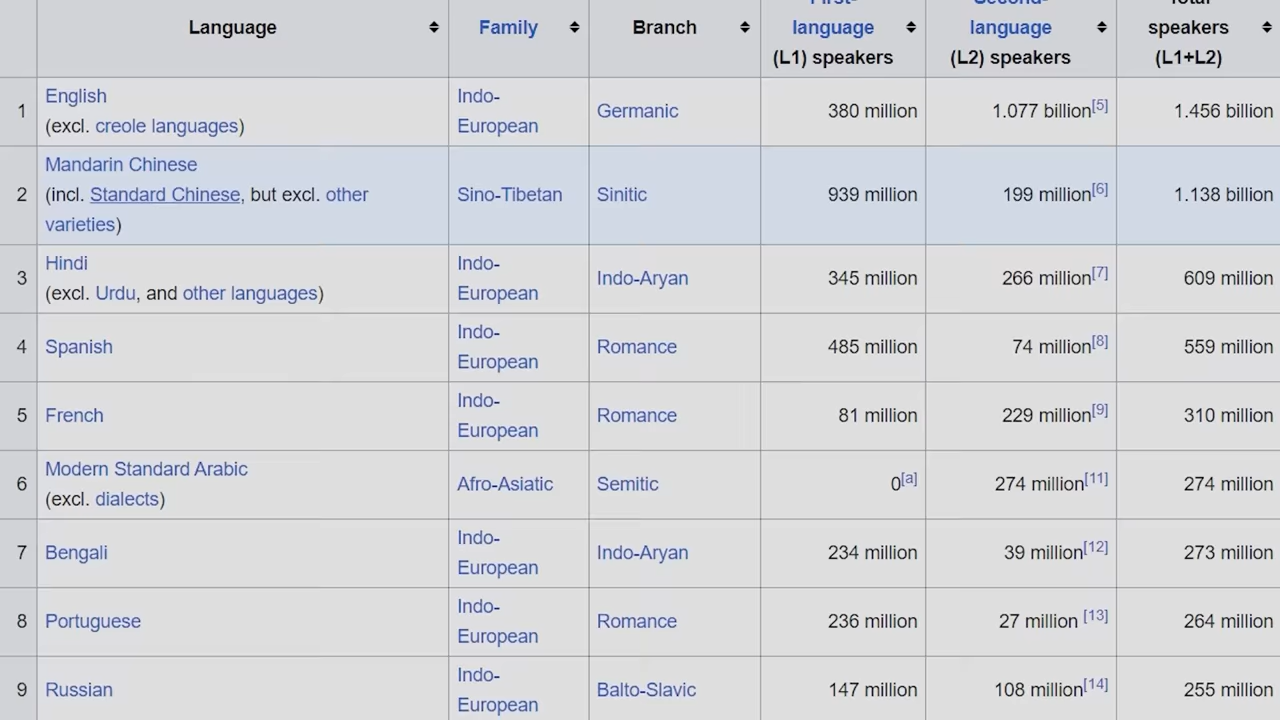 First- Second- Total
Language Family Branch language language speakers
(L1) speakers (L2) speakers (L1+L2)
1 English Indo- Germanic 380 million 1.077 billion[5] 1.456 billion
(excl. creole languages) European
2 Mandarin Chinese Sino-Tibetan Sinitic 939 million 199 million[6] 1.138 billion
(incl. Standard Chinese, but excl. other
varieties)
3 Hindi Indo- Indo-Aryan 345 million 266 million[7] 609 million
(excl. Urdu, and other languages) European
4 Spanish Indo- Romance 485 million 74 million[8] 559 million
European
5 French Indo- Romance 81 million 229 million[9] 310 million
European
6 Modern Standard Arabic Afro-Asiatic Semitic 0[a] 274 million[11] 274 million
(excl. dialects)
7 Bengali Indo- Indo-Aryan 234 million 39 million[12] 273 million
European
8 Portuguese Indo- Romance 236 million 27 million [13] 264 million
European
9 Russian Indo- Balto-Slavic 147 million 108 million[14] 255 million
European